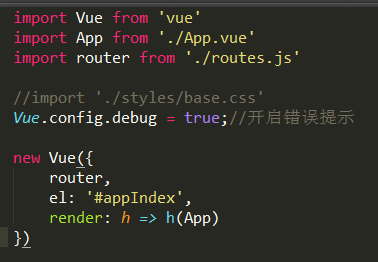 import Vue from 'vue'
import App from './App.vue'
import router from './routes.js'
//import './styles/base.css'
Vue.config.debug = true;//开启错误提示
new Vue({
    router,
    el: '#appIndex',
    render: h => h(App)
})